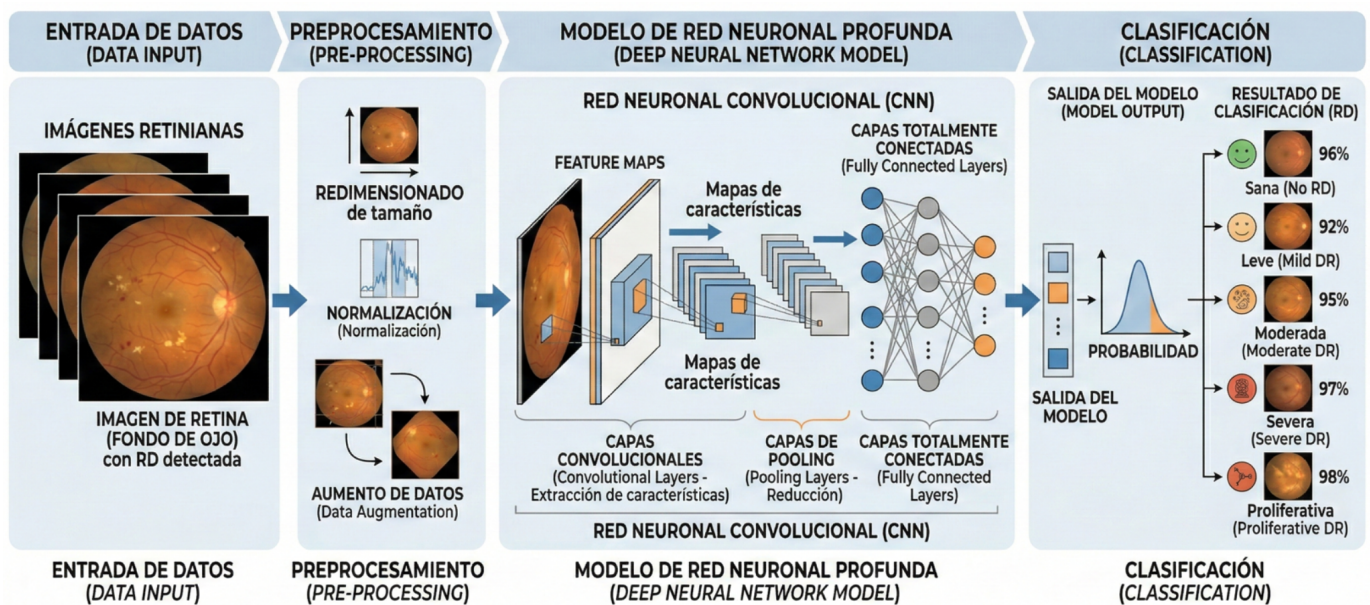 ENTRADA DE DATOS
(DATA INPUT)
PREPROCESAMIENTO
(PRE-PROCESSING)
MODELO DE RED NEURONAL PROFUNDA
(DEEP NEURAL NETWORK MODEL)
CLASIFICACIÓN
(CLASSIFICATION)
IMÁGENES RETINIANAS
IMAGEN DE RETINA
(FONDO DE OJO)
con RD detectada
REDIMENSIONADO
de tamaño
NORMALIZACIÓN
(Normalización)
AUMENTO DE DATOS
(Data Augmentation)
RED NEURONAL CONVOLUCIONAL (CNN)
FEATURE MAPS
Mapas de
características
CAPAS TOTALMENTE
CONECTADAS
(Fully Connected Layers)
Mapas de
características
CAPAS
CONVOLUCIONALES
(Convolutional Layers -
Extracción de características)
CAPAS DE
POOLING
(Pooling Layers -
Reducción)
CAPAS TOTALMENTE
CONECTADAS
(Fully Connected
Layers)
RED NEURONAL CONVOLUCIONAL (CNN)
SALIDA DEL MODELO
(MODEL OUTPUT)
PROBABILIDAD
SALIDA DEL
MODELO
RESULTADO DE
CLASIFICACIÓN (RD)
96%
Sana (No RD)
92%
Leve (Mild DR)
95%
Moderada
(Moderate DR)
97%
Severa
(Severe DR)
98%
Proliferativa
(Proliferative DR)
ENTRADA DE DATOS
(DATA INPUT)
PREPROCESAMIENTO
(PRE-PROCESSING)
MODELO DE RED NEURONAL PROFUNDA
(DEEP NEURAL NETWORK MODEL)
CLASIFICACIÓN
(CLASSIFICATION)